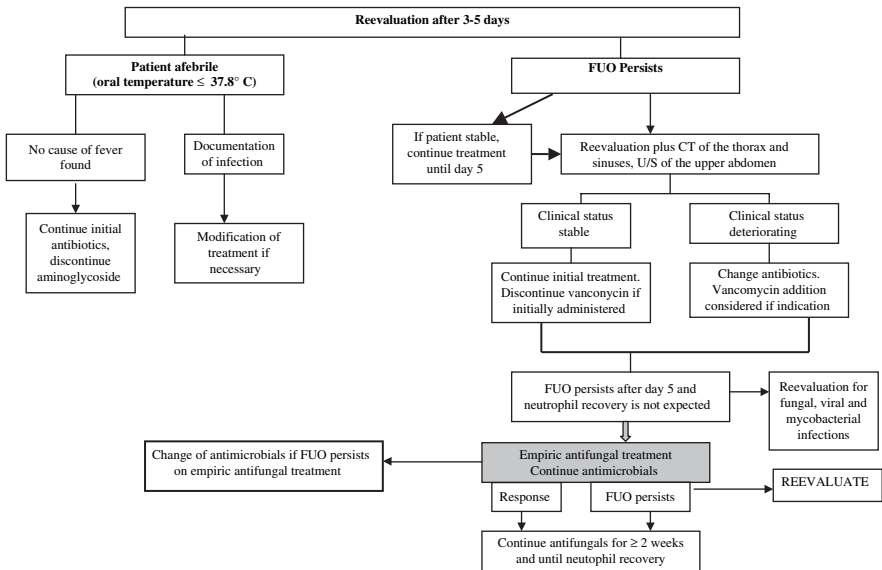 Reevaluation after 3-5 days
Patient afebrile
(oral temperature ≤ 37.8° C)
FUO Persists
No cause of fever
found
Documentation
of infection
If patient stable,
continue treatment
until day 5
Reevaluation plus CT of the thorax and
sinuses, U/S of the upper abdomen
Continue initial
antibiotics,
discontinue
aminoglycoside
Modification of
treatment if
necessary
Clinical status
stable
Clinical status
deteriorating
Continue initial treatment.
Discontinue vanconycin if
initially administered
Change antibiotics.
Vancomycin addition
considered if indication
FUO persists after day 5 and
neutrophil recovery is not expected
Reevaluation for
fungal, viral and
mycobacterial
infections
Change of antimicrobials if FUO persists
on empiric antifungal treatment
Empiric antifungal treatment
Continue antimicrobials
Response
FUO persists
REEVALUATE
Continue antifungals for ≥ 2 weeks
and until neutophil recovery